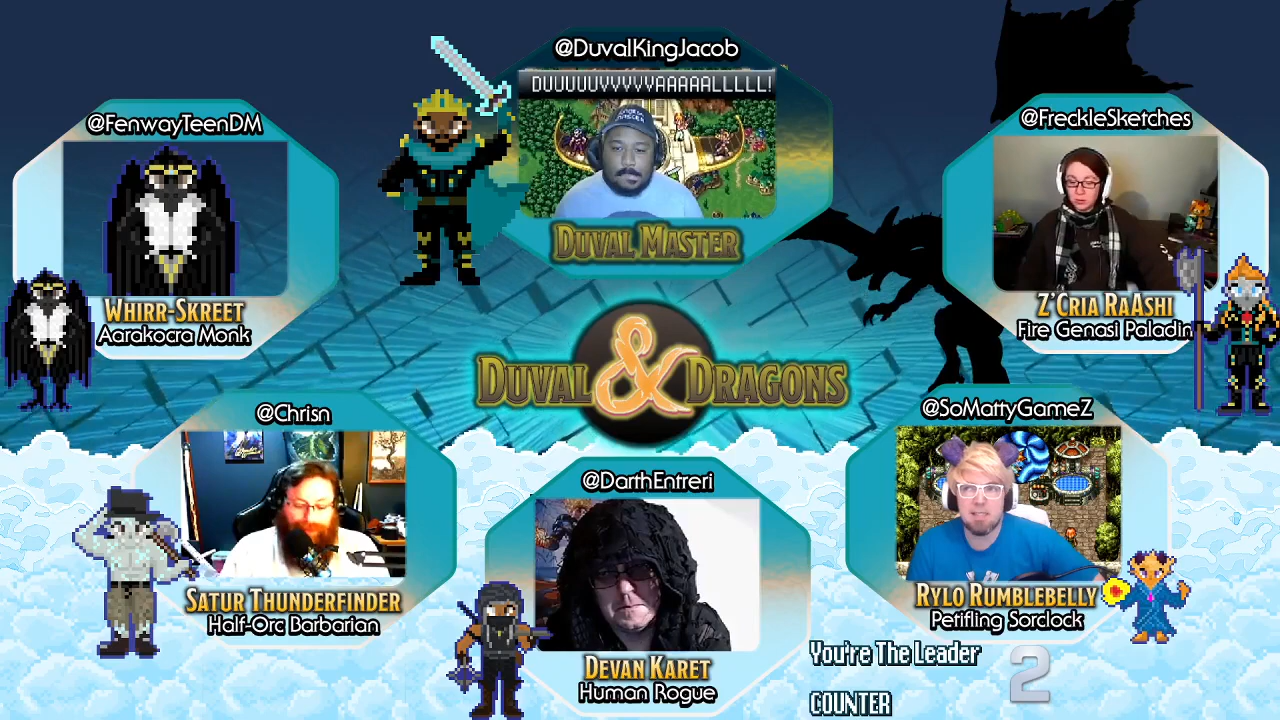 @DuvalKingJacob
DUUUUUVVVVVAAAAALLLLL!
DUVAL MASTER
@FenwayTeenDM
WHIRR-SKREET
Aarakocra Monk
@FreckleSketches
Z'CRIA RAASHI
Fire Genasi Paladin
DUVAL & DRAGONS
@Chrisn
SATUR THUNDERFINDER
Half-Orc Barbarian
@DarthEntreri
DEVAN KARET
Human Rogue
@SoMattyGameZ
RYLO RUMBLEBELLY
Petifling Sorclock
You're The Leader
COUNTER
2